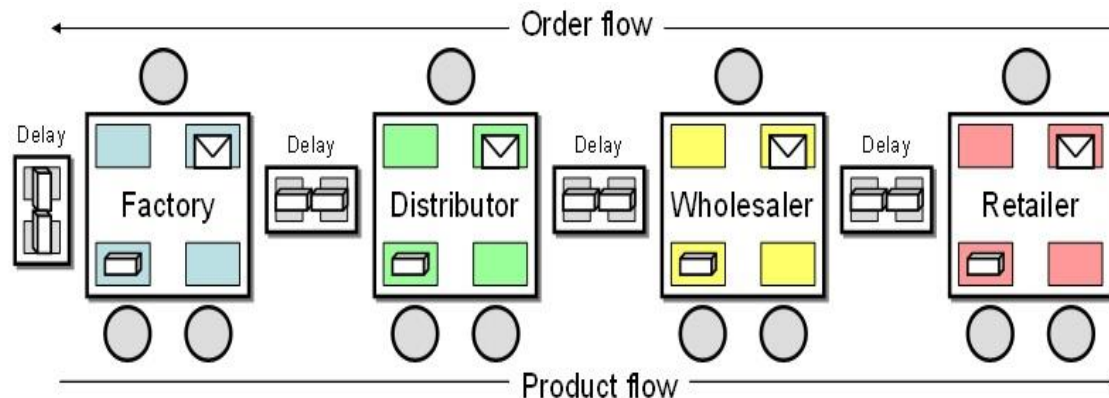 Order flow
Delay
Delay
Delay
Delay
Factory
Distributor
Wholesaler
Retailer
Product flow